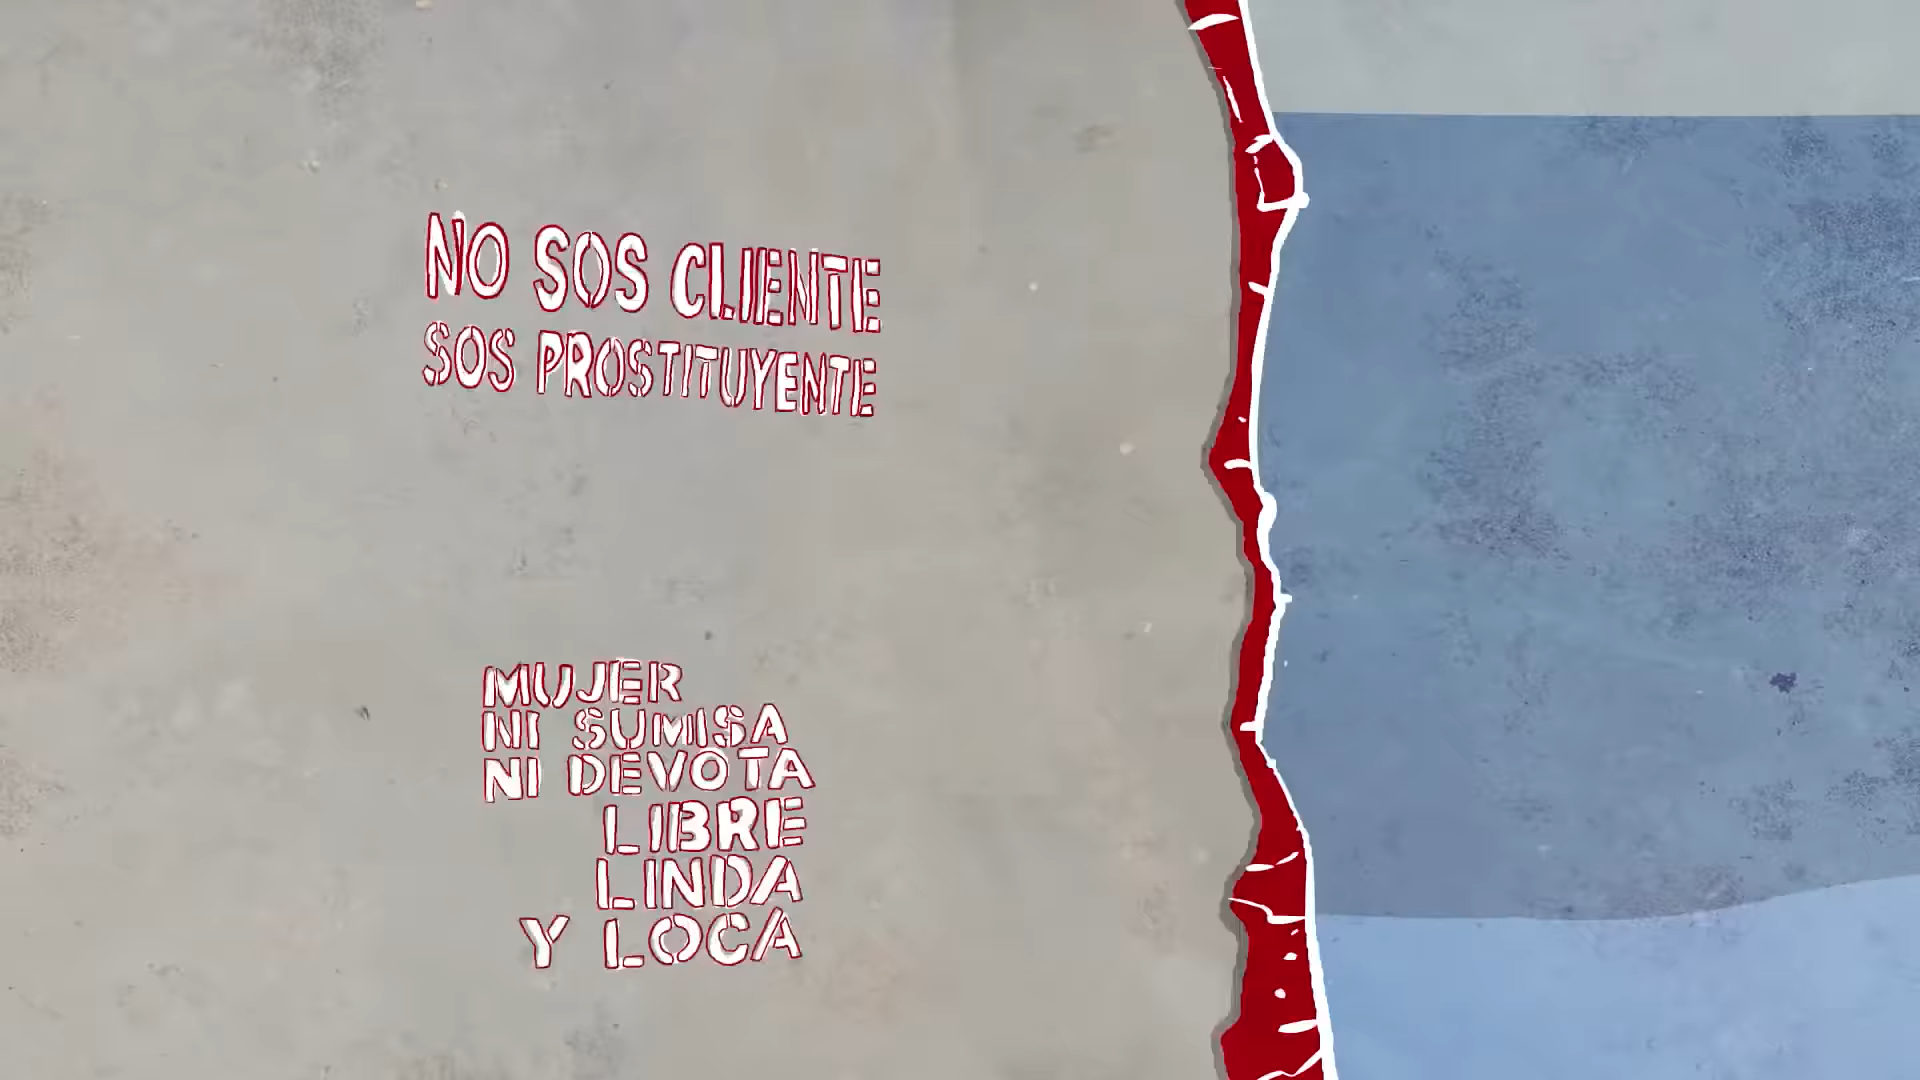 NO SOS CLIENTE
SOS PROSTITUYENTE
MUJER
NI SUMISA
NI DEVOTA
LIBRE
LINDA
Y LOCA